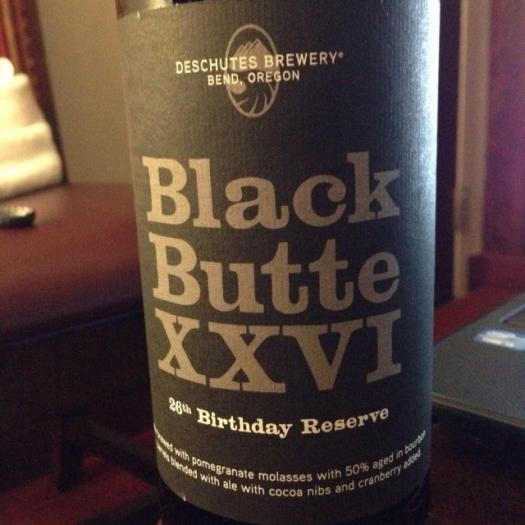 DESCHUTES BREWERY®
BEND, OREGON
Black
Butte
XXVI
26th Birthday Reserve
with pomegranate molasses with 50% aged in bourbon
blended with ale with cocoa nibs and cranberry added.